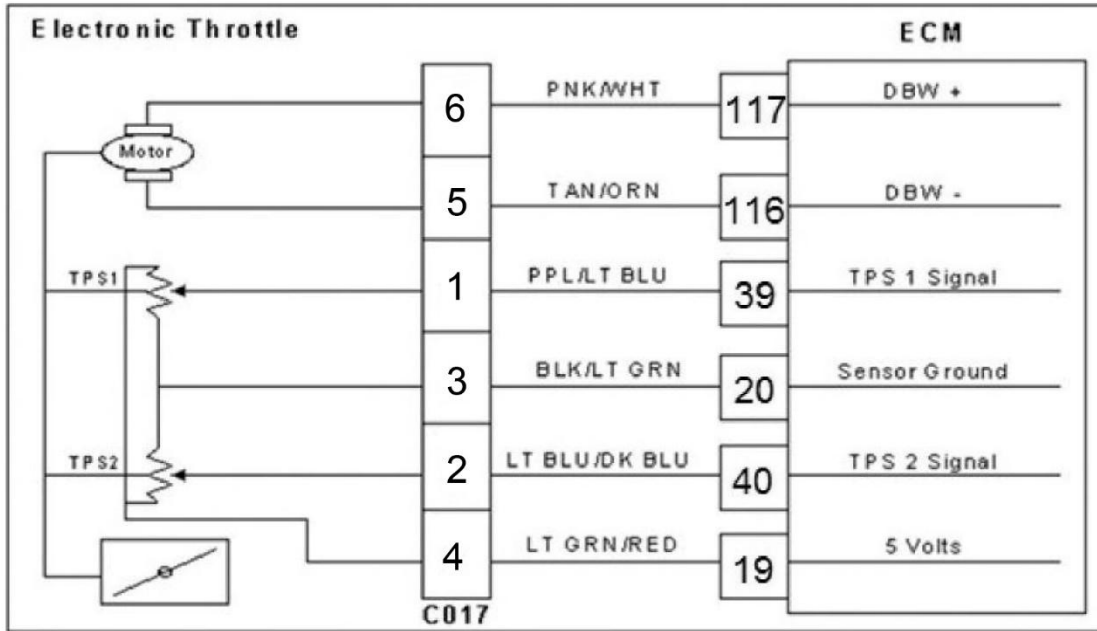 Electronic Throttle
ECM
6 PNK/WHT 117 DBW +
Motor
5 TAN/ORN 116 DBW -
TPS1 1 PPL/LT BLU 39 TPS 1 Signal
3 BLK/LT GRN 20 Sensor Ground
TPS2 2 LT BLU/DK BLU 40 TPS 2 Signal
4 LT GRN/RED 19 5 Volts
C017